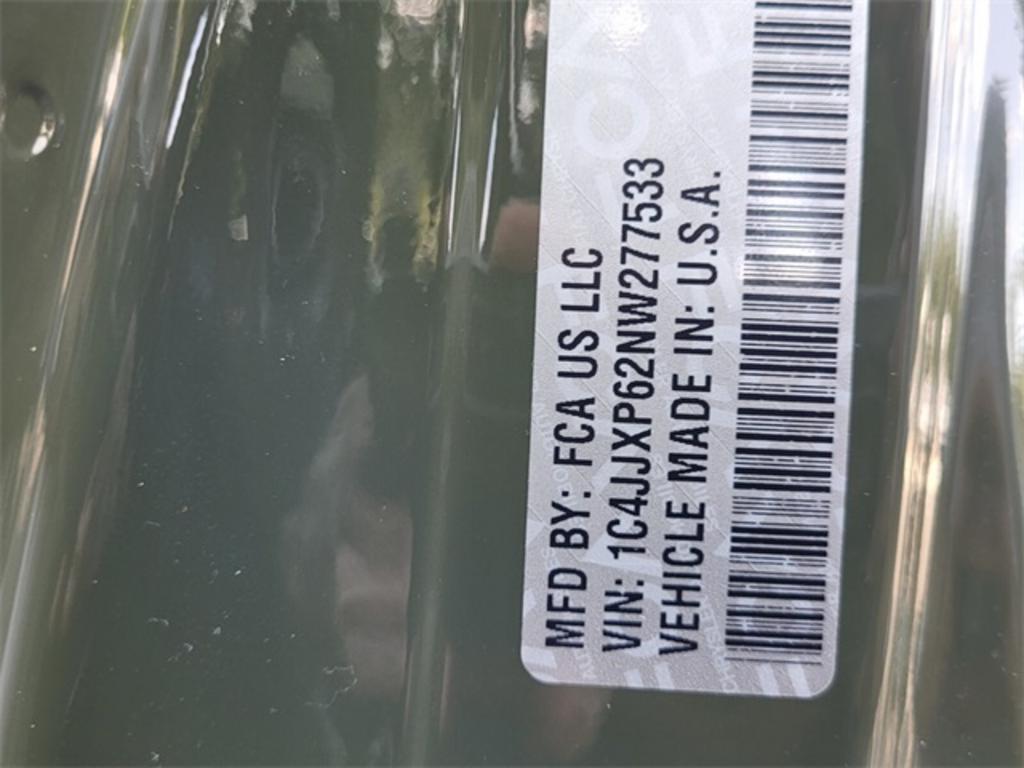 MFD BY: FCA US LLC
VIN: 1C4JJXP62NW277533
VEHICLE MADE IN: U.S.A.